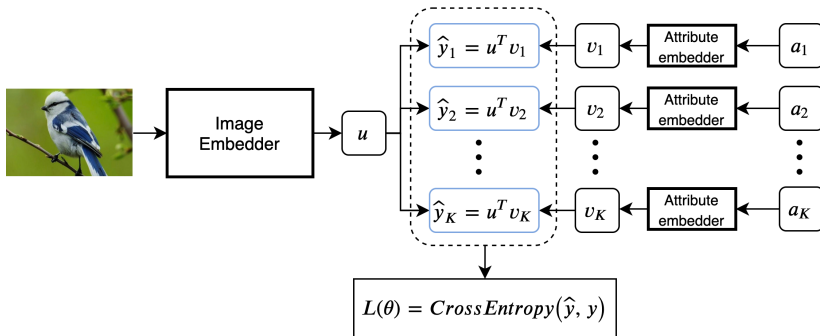 ŷ₁ = uᵀv₁
v₁
Attribute
embedder
a₁
Image
Embedder
u
ŷ₂ = uᵀv₂
v₂
Attribute
embedder
a₂
ŷ_K = uᵀv_K
v_K
Attribute
embedder
a_K
L(θ) = CrossEntropy(ŷ, y)